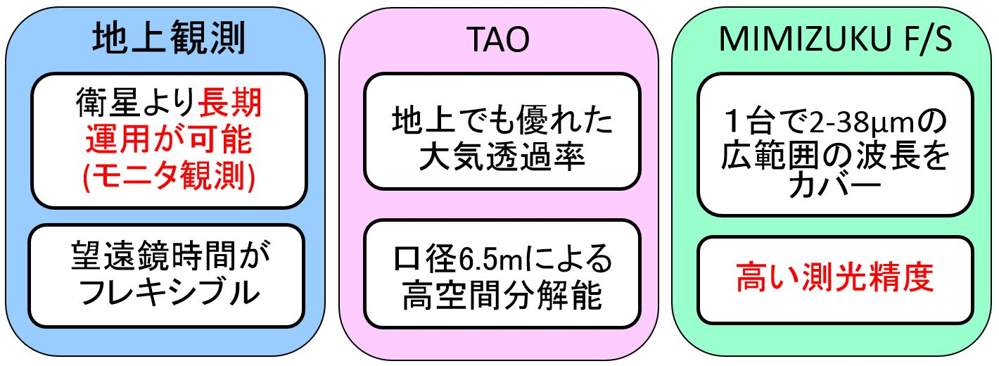 地上観測
衛星より長期
運用が可能
(モニタ観測)
望遠鏡時間が
フレキシブル
TAO
地上でも優れた
大気透過率
口径6.5mによる
高空間分解能
MIMIZUKU F/S
１台で2-38μmの
広範囲の波長を
カバー
高い測光精度